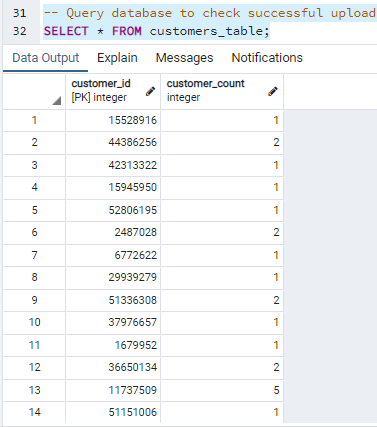 31 -- Query database to check successful upload
32 SELECT * FROM customers_table;
Data Output Explain Messages Notifications
customer_id customer_count
[PK] integer integer
1 15528916 1
2 44386256 2
3 42313322 1
4 15945950 1
5 52806195 1
6 2487028 2
7 6772622 1
8 29939279 1
9 51336308 2
10 37976657 1
11 1679952 1
12 36650134 2
13 11737509 5
14 51151006 1